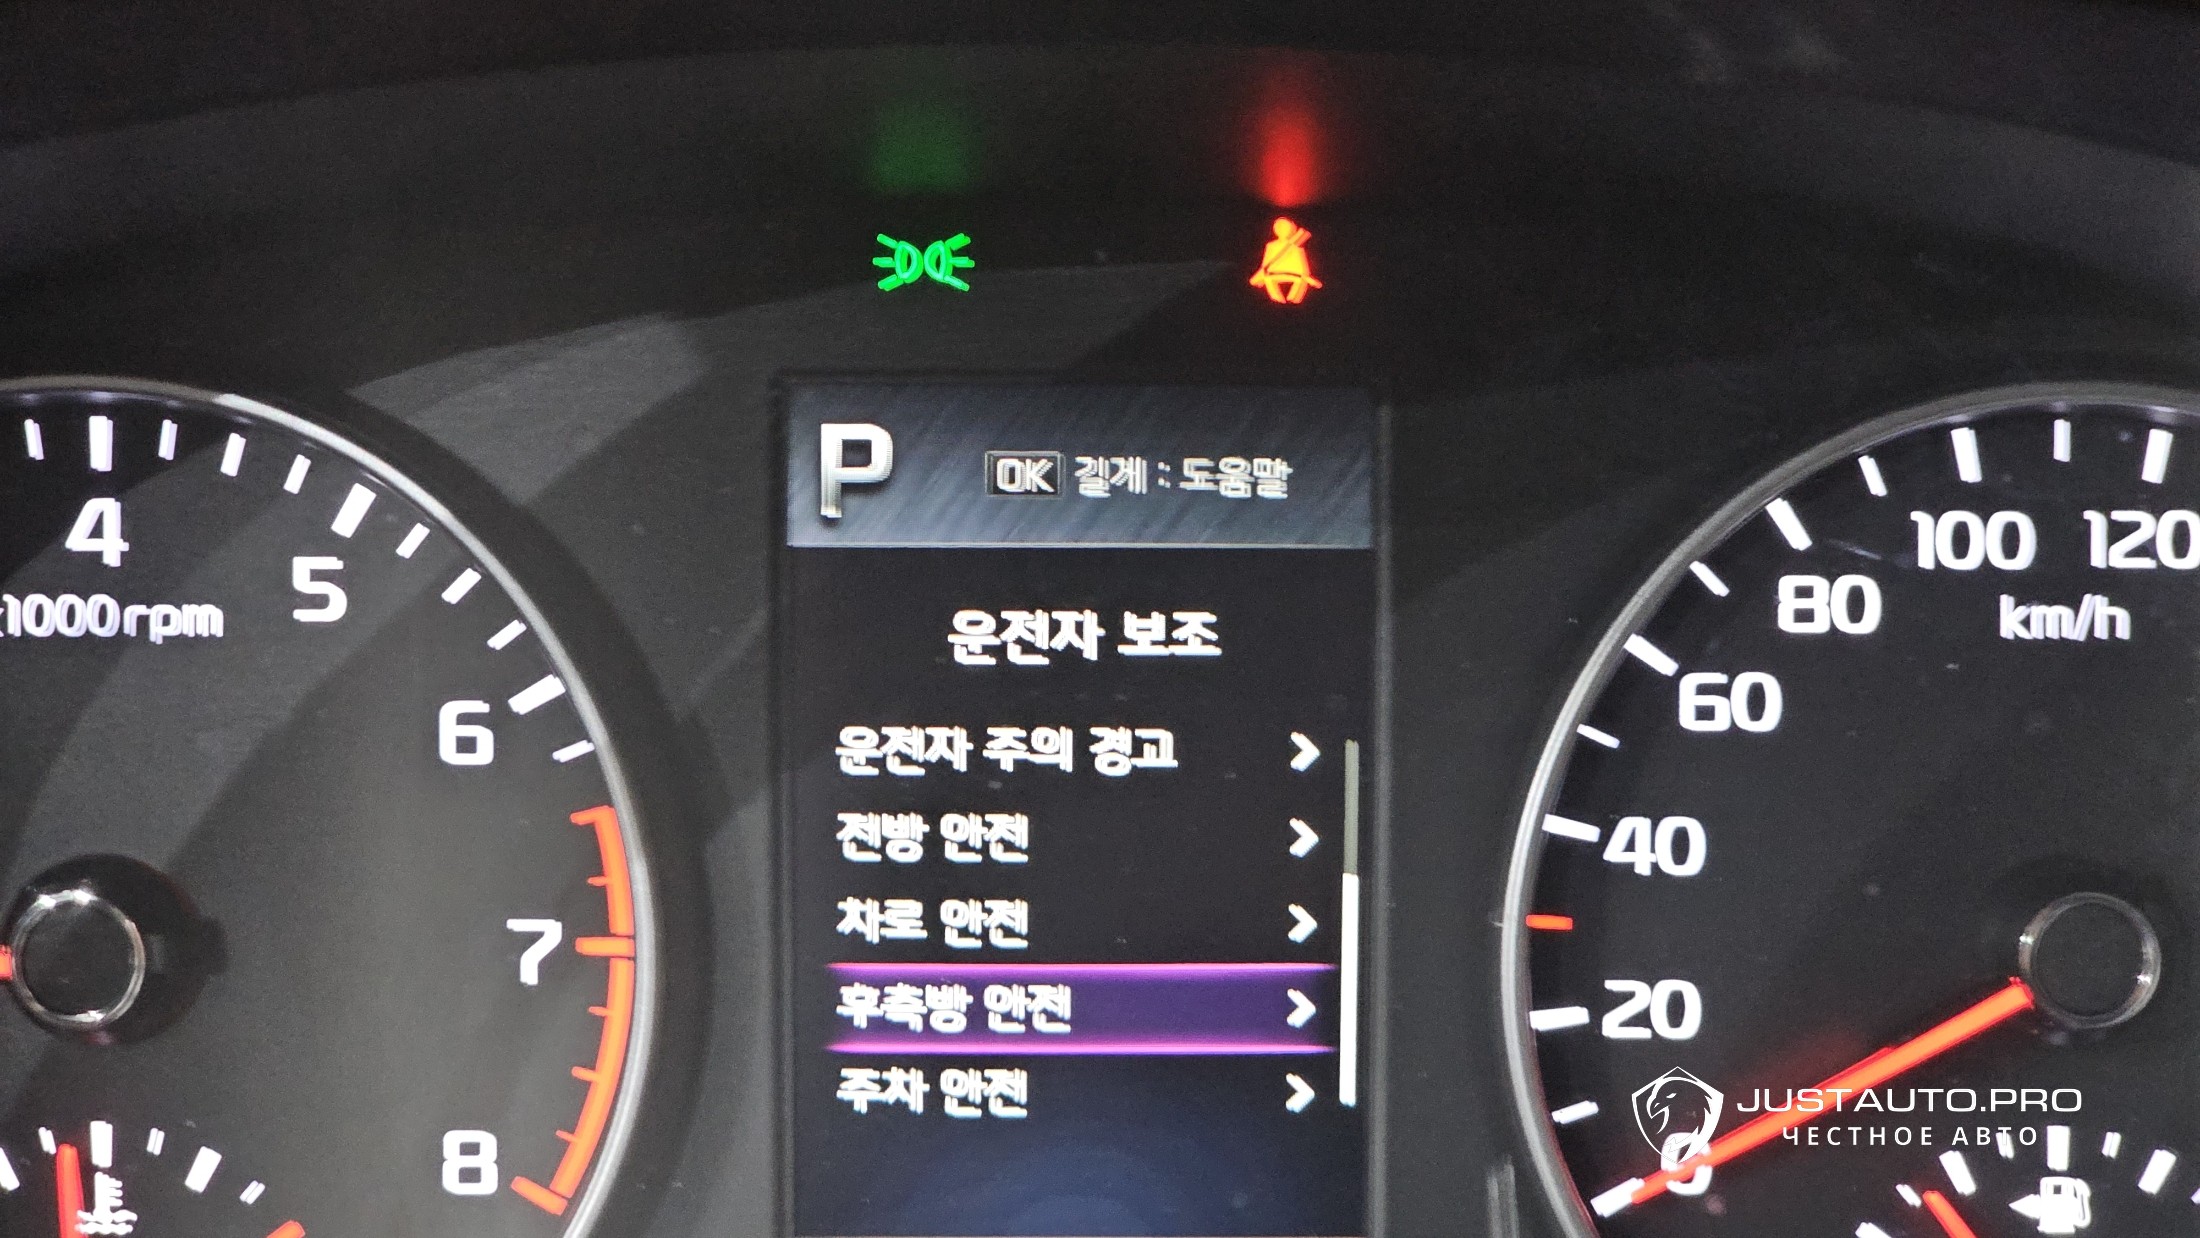 P
OK 길게 : 도움말
운전자 보조
운전자 주의 경고
전방 안전
차로 안전
후측방 안전
주차 안전
4
5
6
7
8
x1000rpm
120
100
80
60
40
20
0
km/h
JUSTAUTO.PRO
ЧЕСТНОЕ АВТО